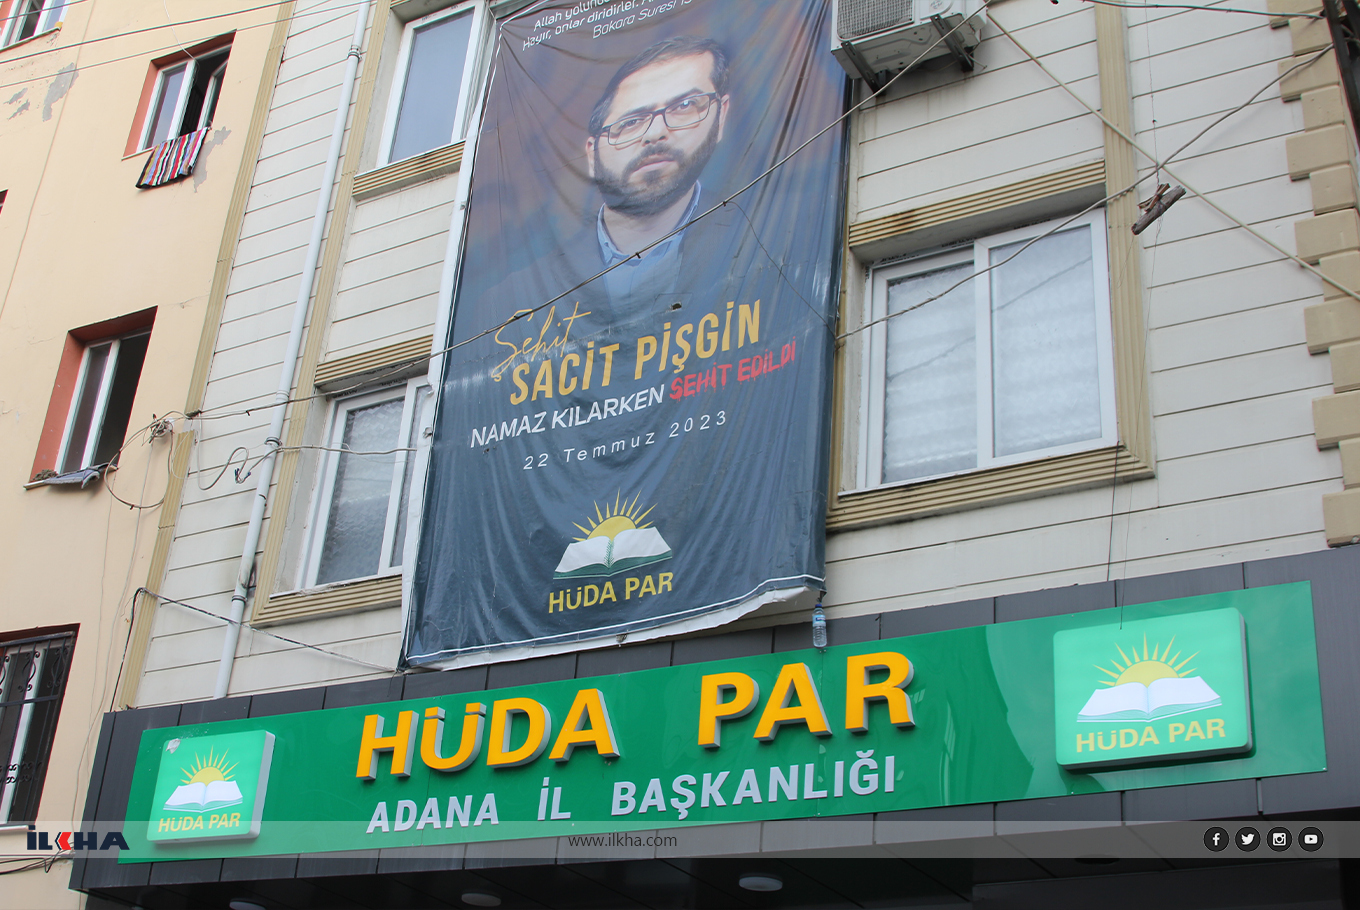 Allah yolunda
Hayır, onlar diridirler.
Bakara Suresi
Şehit
SACİT PİŞGİN
NAMAZ KILARKEN ŞEHİT EDİLDİ
22 Temmuz 2023
HÜDA PAR
HÜDA PAR
ADANA İL BAŞKANLIĞI
HÜDA PAR
HÜDA PAR
İLKHA
www.ilkha.com